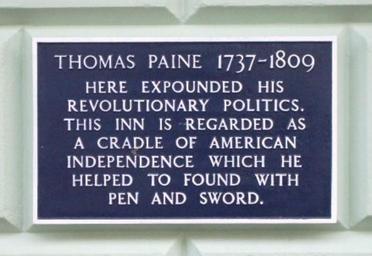 THOMAS PAINE 1737-1809
HERE EXPOUNDED HIS
REVOLUTIONARY POLITICS.
THIS INN IS REGARDED AS
A CRADLE OF AMERICAN
INDEPENDENCE WHICH HE
HELPED TO FOUND WITH
PEN AND SWORD.